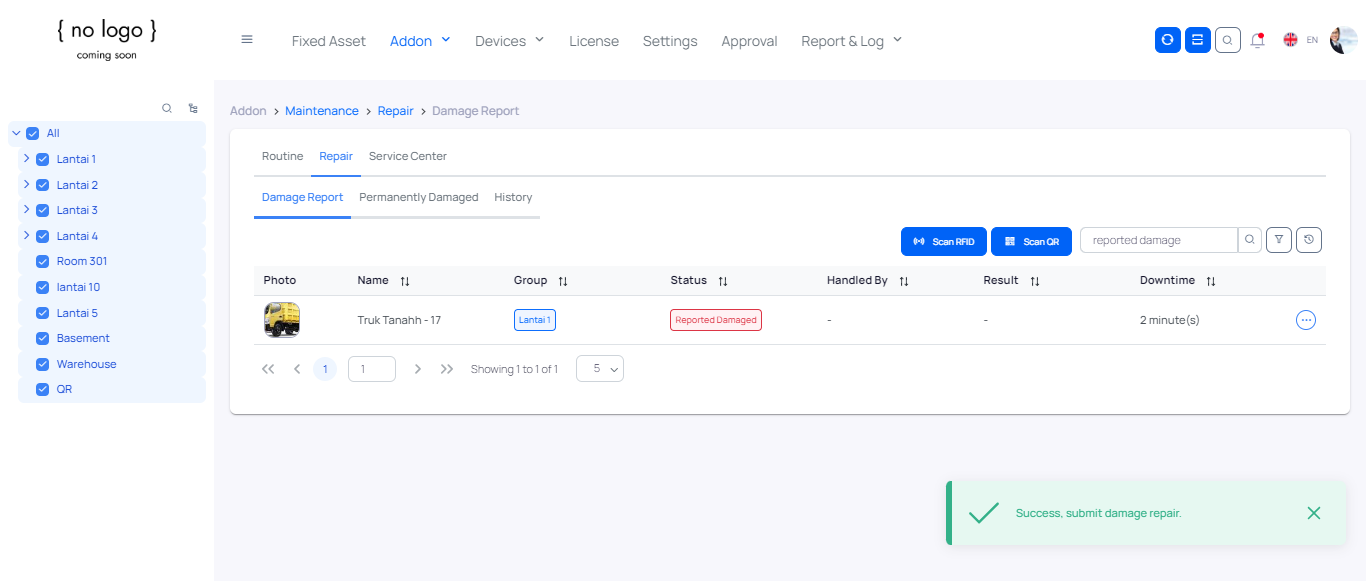 { no logo }
coming soon
Fixed Asset Addon Devices License Settings Approval Report & Log EN
All
Lantai 1
Lantai 2
Lantai 3
Lantai 4
Room 301
lantai 10
Lantai 5
Basement
Warehouse
QR
Addon > Maintenance > Repair > Damage Report
Routine Repair Service Center
Damage Report Permanently Damaged History
Scan RFID Scan QR reported damage
Photo Name Group Status Handled By Result Downtime
Truk Tanahh - 17 Lantai 1 Reported Damaged - - 2 minute(s)
1 1 Showing 1 to 1 of 1 5
Success, submit damage repair.